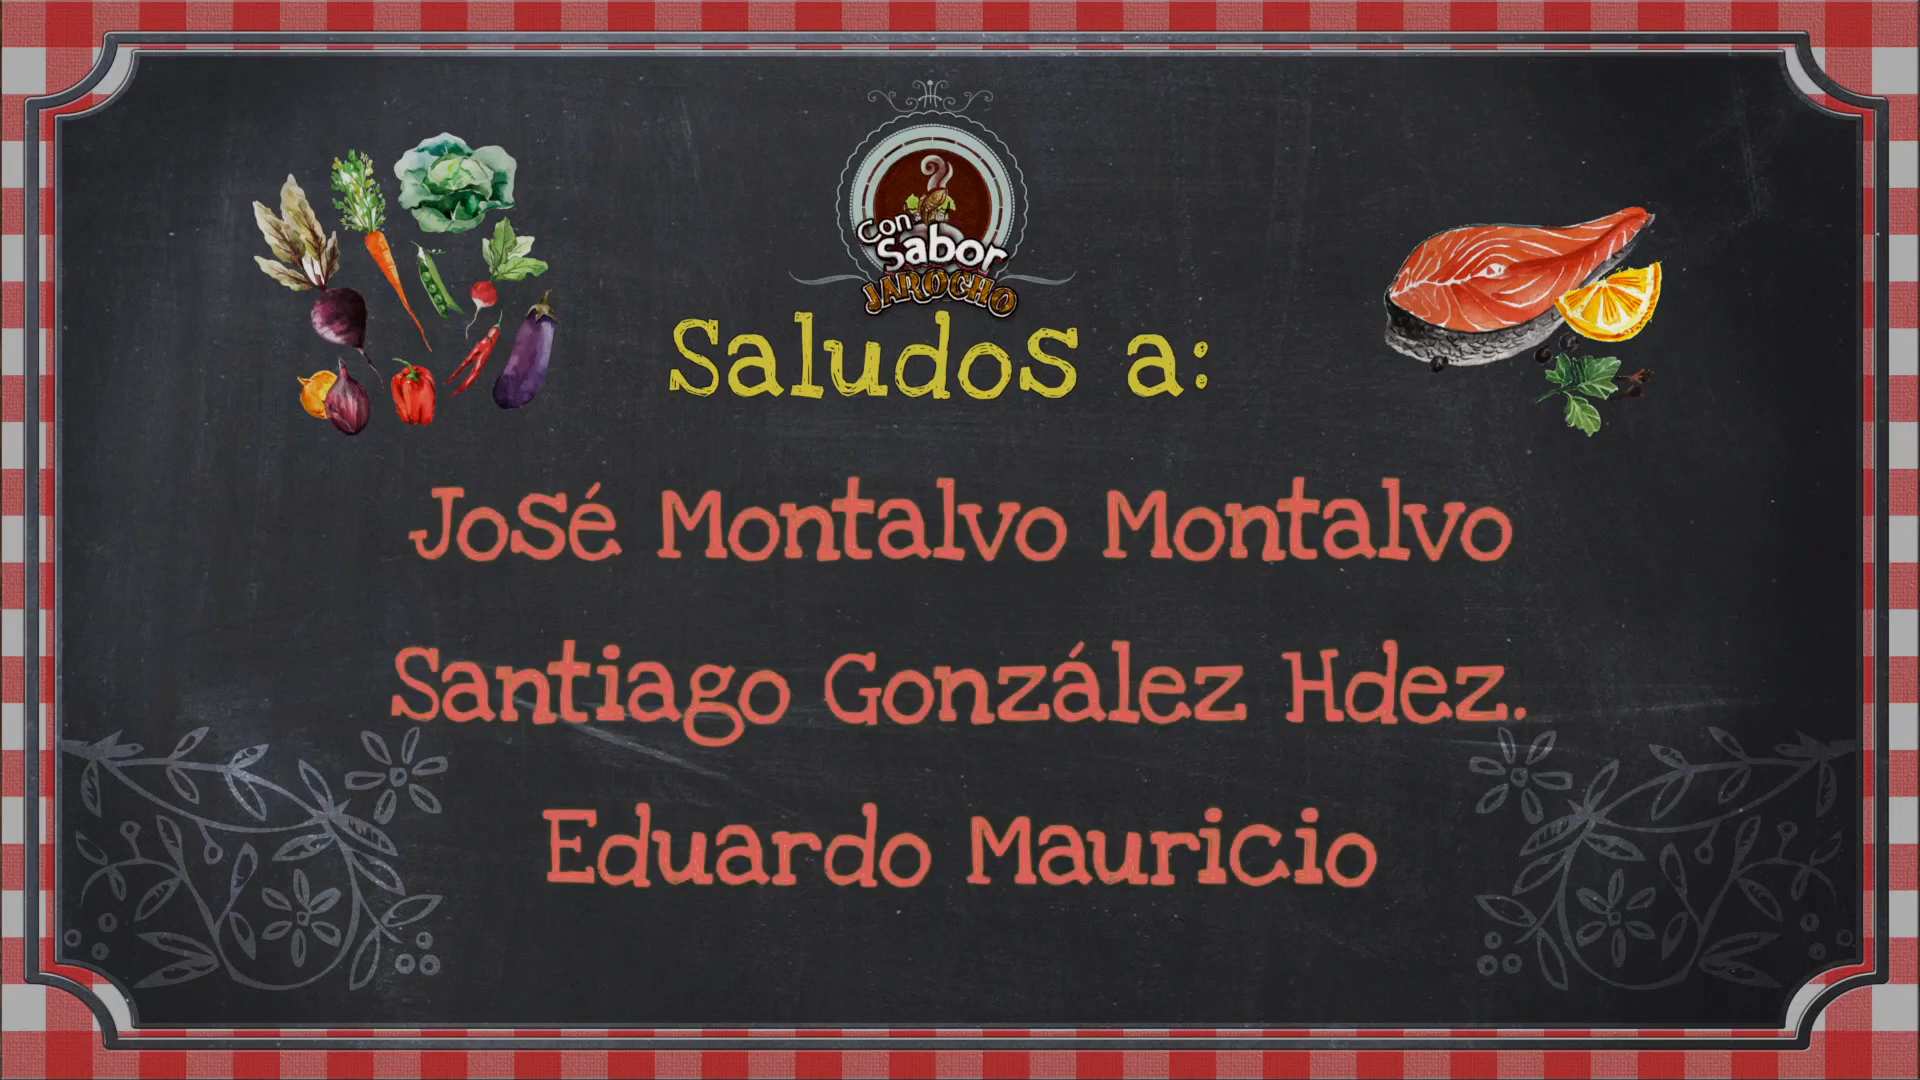 Con
Sabor
JAROCHO
Saludos a:
José Montalvo Montalvo
Santiago González Hdez.
Eduardo Mauricio